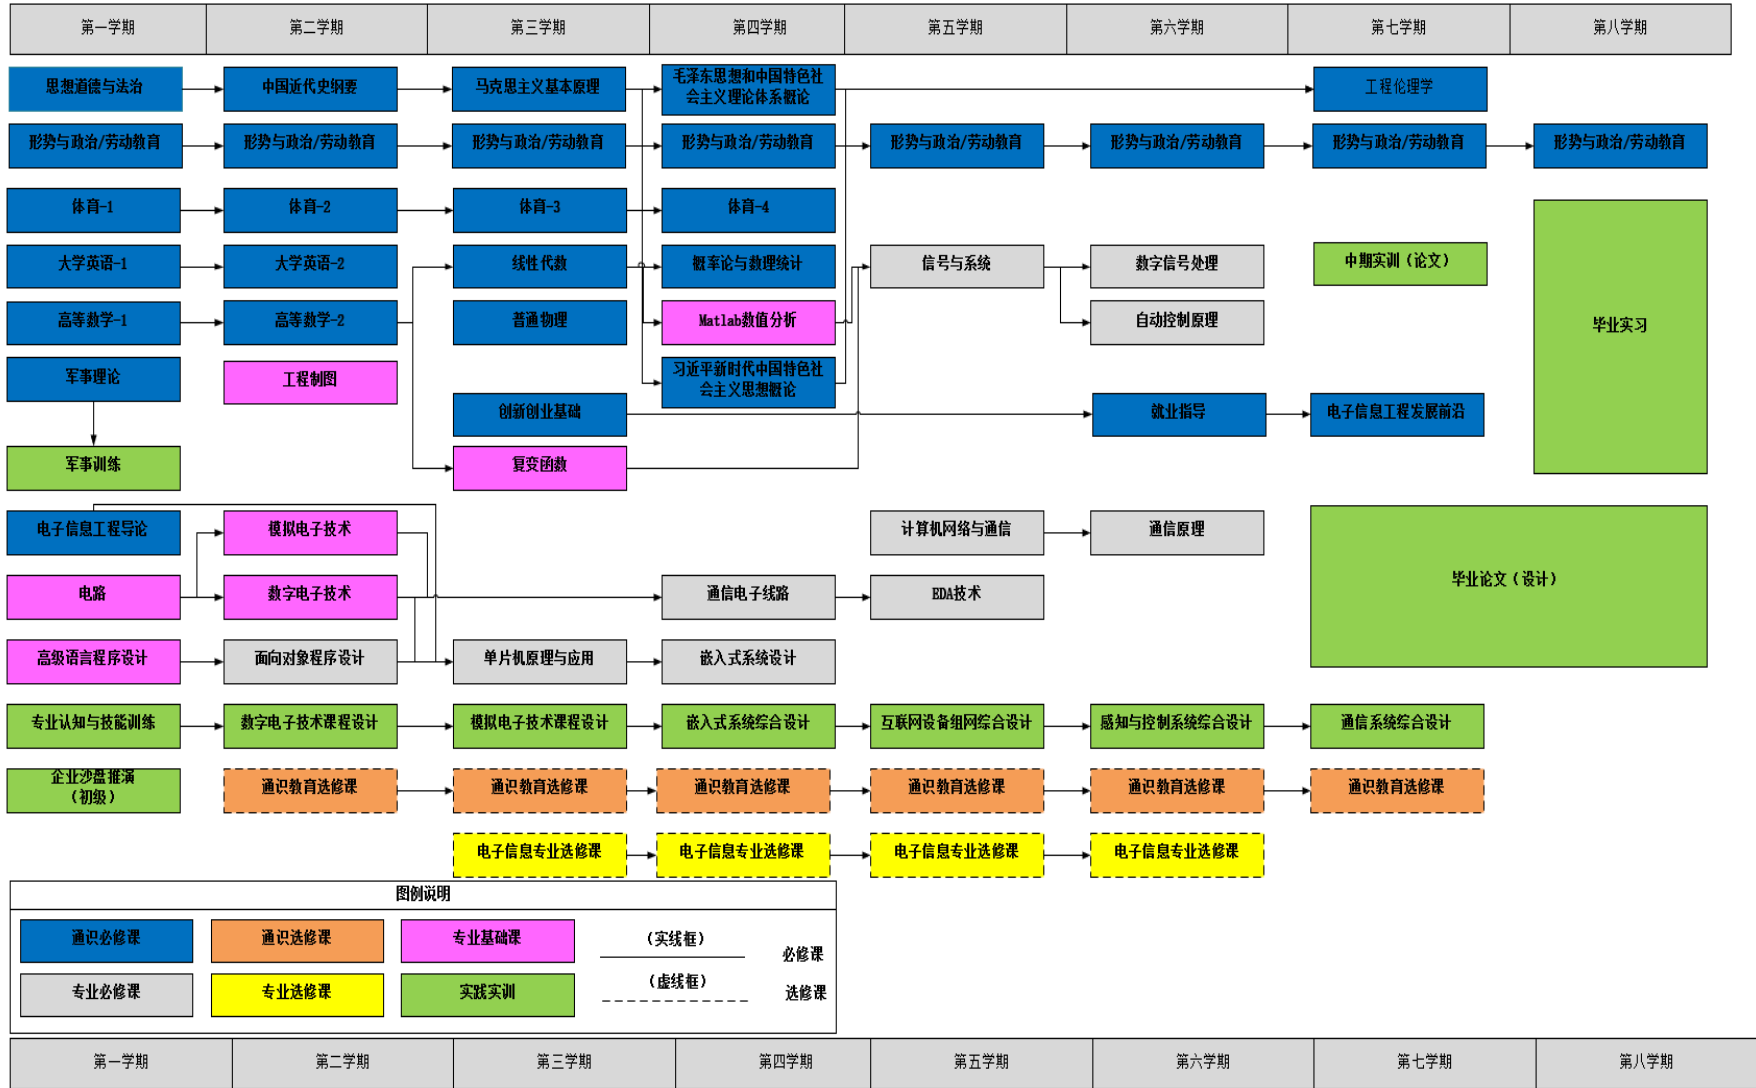 第一学期
第二学期
第三学期
第四学期
第五学期
第六学期
第七学期
第八学期
思想道德与法治
中国近代史纲要
马克思主义基本原理
毛泽东思想和中国特色社
会主义理论体系概论
工程伦理学
形势与政治/劳动教育
形势与政治/劳动教育
形势与政治/劳动教育
形势与政治/劳动教育
形势与政治/劳动教育
形势与政治/劳动教育
形势与政治/劳动教育
形势与政治/劳动教育
体育-1
体育-2
体育-3
体育-4
大学英语-1
大学英语-2
线性代数
概率论与数理统计
信号与系统
数字信号处理
中期实训（论文）
高等数学-1
高等数学-2
普通物理
Matlab数值分析
自动控制原理
毕业实习
军事理论
工程制图
习近平新时代中国特色社
会主义思想概论
创新创业基础
就业指导
电子信息工程发展前沿
军事训练
复变函数
电子信息工程导论
模拟电子技术
计算机网络与通信
通信原理
毕业论文（设计）
电路
数字电子技术
通信电子线路
EDA技术
高级语言程序设计
面向对象程序设计
单片机原理与应用
嵌入式系统设计
专业认知与技能训练
数字电子技术课程设计
模拟电子技术课程设计
嵌入式系统综合设计
互联网设备组网综合设计
感知与控制系统综合设计
通信系统综合设计
企业沙盘推演
（初级）
通识教育选修课
通识教育选修课
通识教育选修课
通识教育选修课
通识教育选修课
通识教育选修课
电子信息专业选修课
电子信息专业选修课
电子信息专业选修课
电子信息专业选修课
图例说明
通识必修课
通识选修课
专业基础课
（实线框）
必修课
专业必修课
专业选修课
实践实训
（虚线框）
选修课
第一学期
第二学期
第三学期
第四学期
第五学期
第六学期
第七学期
第八学期